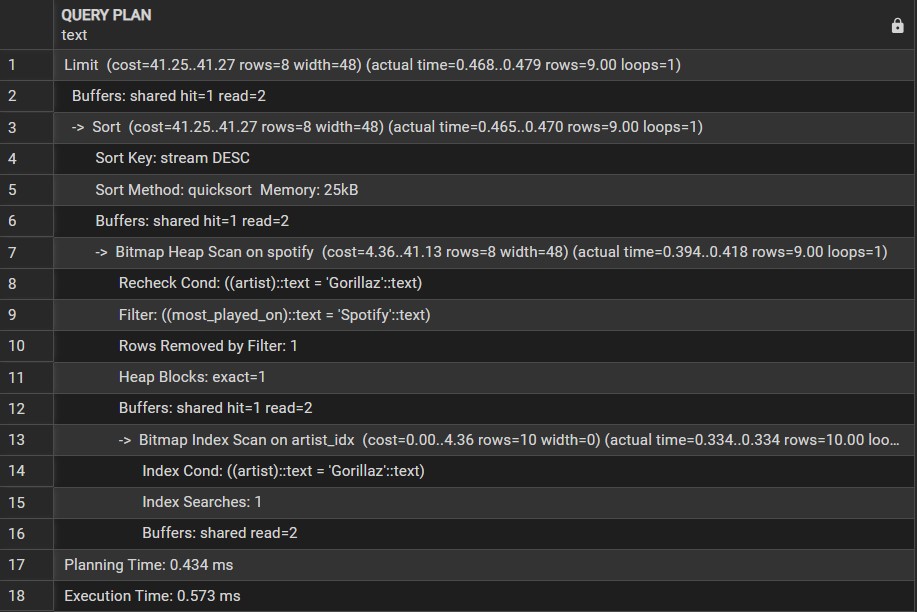 QUERY PLAN
text
1 Limit (cost=41.25..41.27 rows=8 width=48) (actual time=0.468..0.479 rows=9.00 loops=1)
2 Buffers: shared hit=1 read=2
3 -> Sort (cost=41.25..41.27 rows=8 width=48) (actual time=0.465..0.470 rows=9.00 loops=1)
4 Sort Key: stream DESC
5 Sort Method: quicksort Memory: 25kB
6 Buffers: shared hit=1 read=2
7 -> Bitmap Heap Scan on spotify (cost=4.36..41.13 rows=8 width=48) (actual time=0.394..0.418 rows=9.00 loops=1)
8 Recheck Cond: ((artist)::text = 'Gorillaz'::text)
9 Filter: ((most_played_on)::text = 'Spotify'::text)
10 Rows Removed by Filter: 1
11 Heap Blocks: exact=1
12 Buffers: shared hit=1 read=2
13 -> Bitmap Index Scan on artist_idx (cost=0.00..4.36 rows=10 width=0) (actual time=0.334..0.334 rows=10.00 loo...
14 Index Cond: ((artist)::text = 'Gorillaz'::text)
15 Index Searches: 1
16 Buffers: shared read=2
17 Planning Time: 0.434 ms
18 Execution Time: 0.573 ms